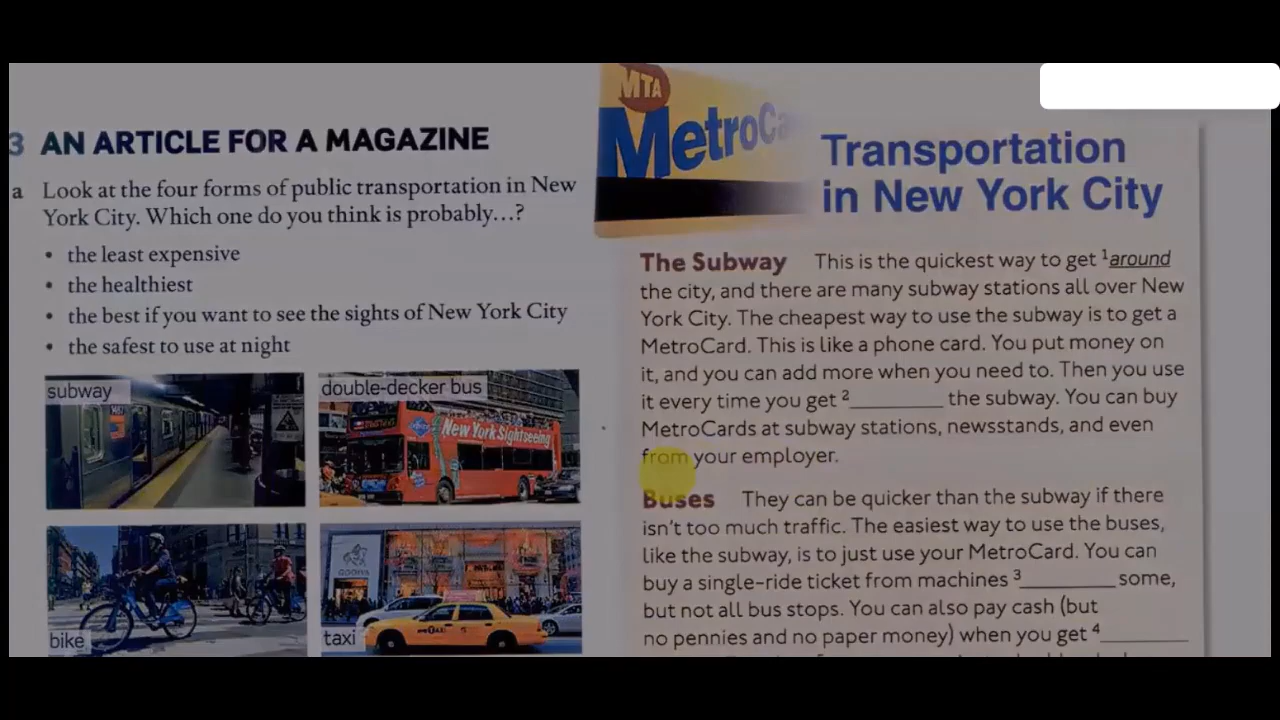 3 AN ARTICLE FOR A MAGAZINE
a Look at the four forms of public transportation in New
York City. Which one do you think is probably…?
• the least expensive
• the healthiest
• the best if you want to see the sights of New York City
• the safest to use at night
subway
double-decker bus
New York Sightseeing
bike
taxi
MTA
MetroCa
Transportation
in New York City
The Subway This is the quickest way to get ¹around
the city, and there are many subway stations all over New
York City. The cheapest way to use the subway is to get a
MetroCard. This is like a phone card. You put money on
it, and you can add more when you need to. Then you use
it every time you get ²__________ the subway. You can buy
MetroCards at subway stations, newsstands, and even
from your employer.
Buses They can be quicker than the subway if there
isn't too much traffic. The easiest way to use the buses,
like the subway, is to just use your MetroCard. You can
buy a single-ride ticket from machines ³__________ some,
but not all bus stops. You can also pay cash (but
no pennies and no paper money) when you get ⁴__________